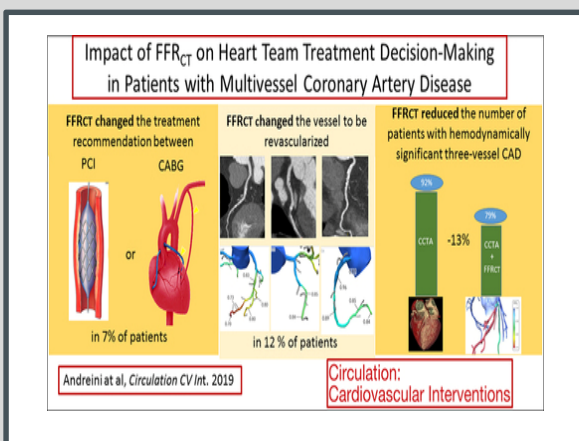 Impact of FFRCT on Heart Team Treatment Decision-Making
in Patients with Multivessel Coronary Artery Disease
FFRCT changed the treatment
recommendation between
PCI
CABG
or
in 7% of patients
FFRCT changed the vessel to be
revascularized
in 12 % of patients
FFRCT reduced the number of
patients with hemodynamically
significant three-vessel CAD
92%
CCTA
-13%
79%
CCTA
+
FFRCT
Andreini at al, Circulation CV Int. 2019
Circulation:
Cardiovascular Interventions